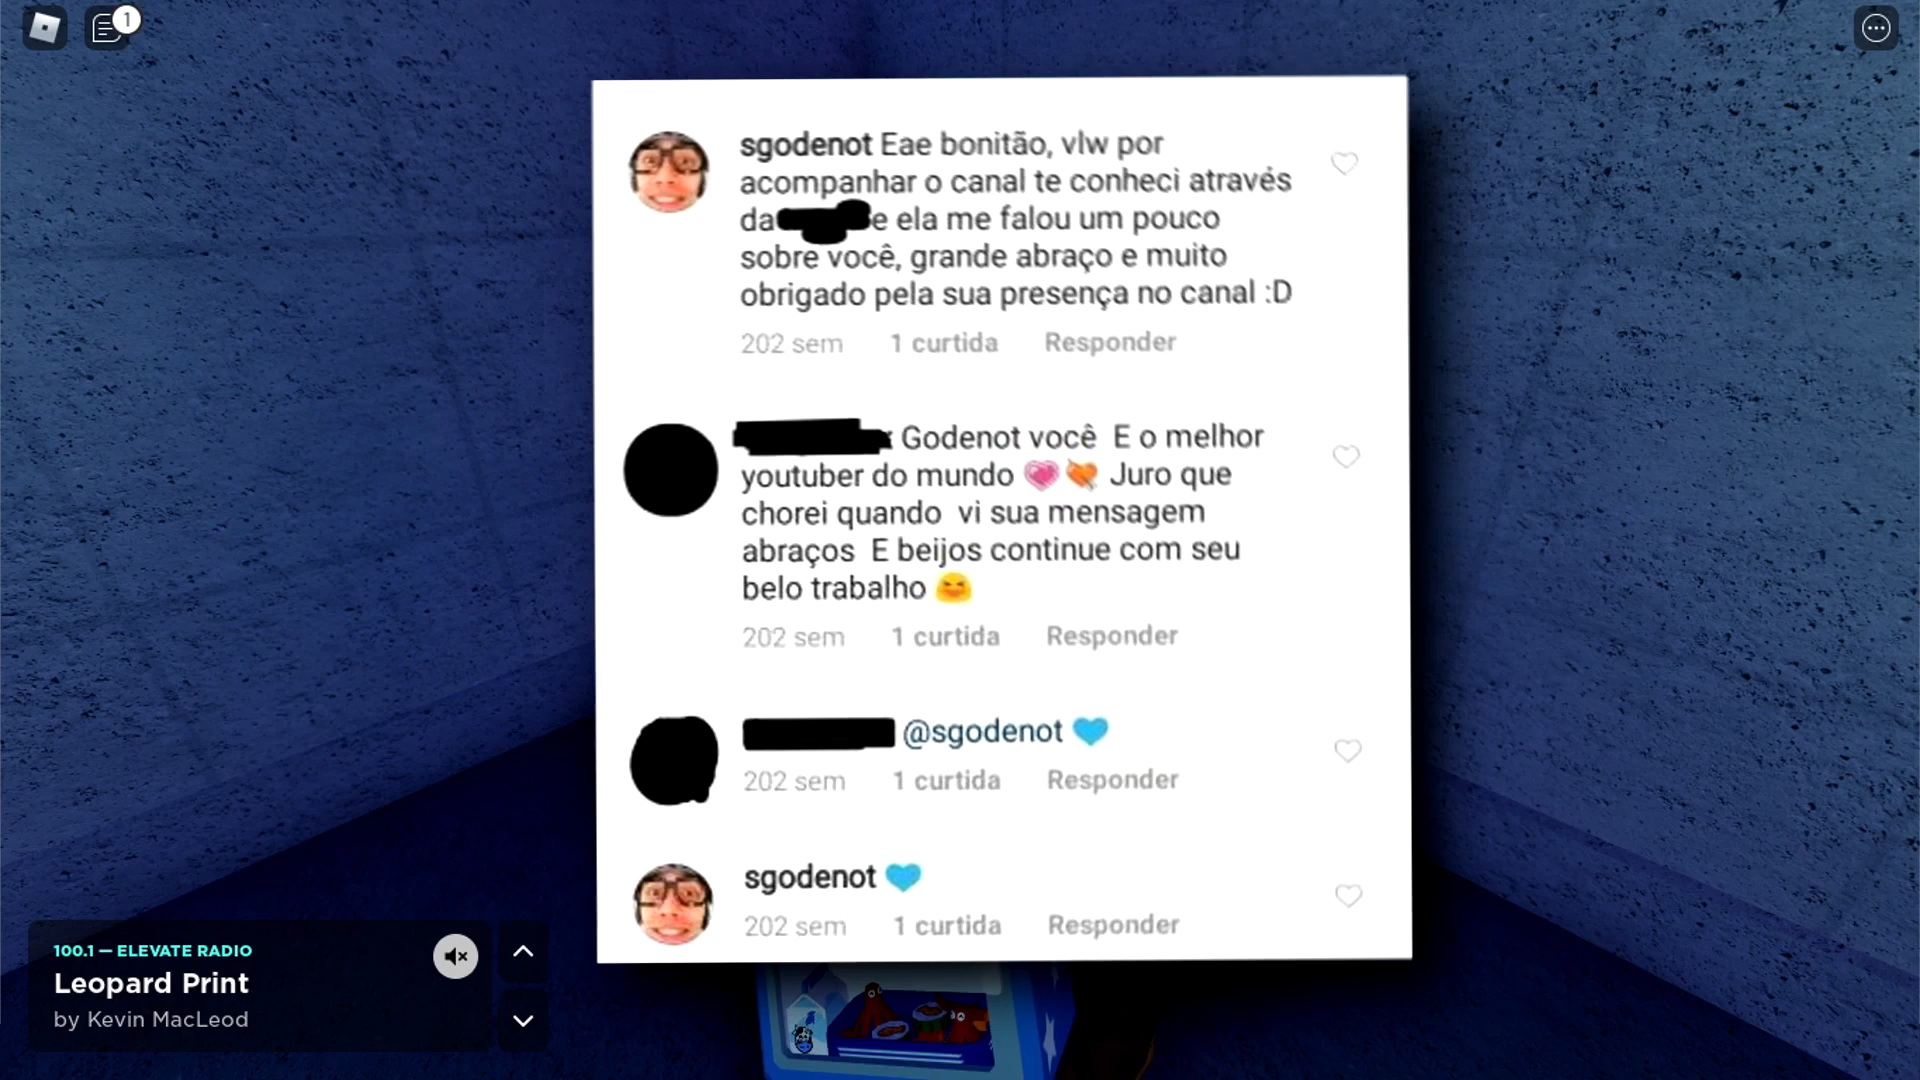 1
sgodenot Eae bonitão, vlw por
acompanhar o canal te conheci através
da e ela me falou um pouco
sobre você, grande abraço e muito
obrigado pela sua presença no canal :D
202 sem 1 curtida Responder
Godenot você E o melhor
youtuber do mundo 💗 💘 Juro que
chorei quando vi sua mensagem
abraços E beijos continue com seu
belo trabalho 😆
202 sem 1 curtida Responder
@sgodenot 💙
202 sem 1 curtida Responder
sgodenot 💙
202 sem 1 curtida Responder
100.1 — ELEVATE RADIO
Leopard Print
by Kevin MacLeod